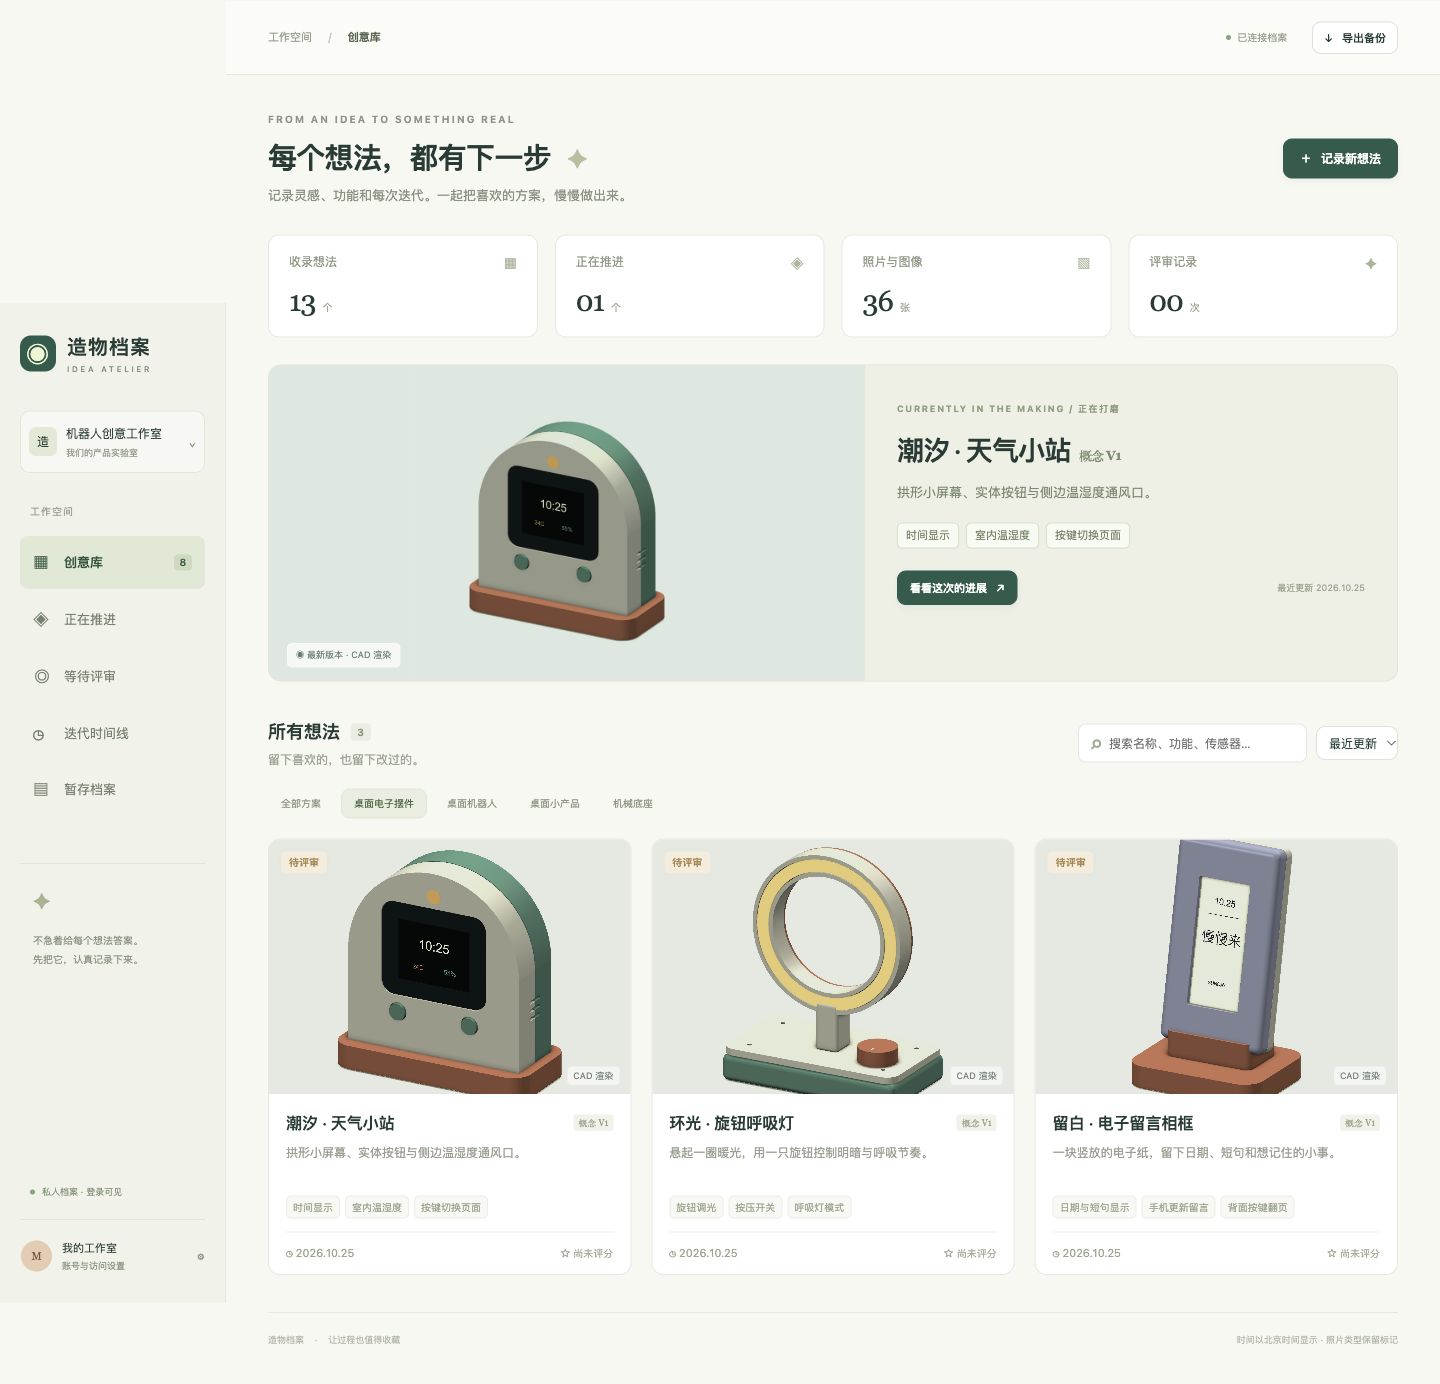 工作空间 / 创意库
已连接档案
导出备份
FROM AN IDEA TO SOMETHING REAL
每个想法，都有下一步
记录灵感、功能和每次迭代。一起把喜欢的方案，慢慢做出来。
+ 记录新想法
收录想法
13 个
正在推进
01 个
照片与图像
36 张
评审记录
00 次
造物档案
IDEA ATELIER
造
机器人创意工作室
我们的产品实验室
工作空间
创意库 8
正在推进
等待评审
迭代时间线
暂存档案
不急着给每个想法答案。
先把它，认真记录下来。
私人档案 · 登录可见
M
我的工作室
账号与访问设置
10:25
24C 55%
最新版本 · CAD 渲染
CURRENTLY IN THE MAKING / 正在打磨
潮汐 · 天气小站 概念 V1
拱形小屏幕、实体按钮与侧边温湿度通风口。
时间显示 室内温湿度 按键切换页面
看看这次的进展
最近更新 2026.10.25
所有想法 3
留下喜欢的，也留下改过的。
搜索名称、功能、传感器...
最近更新
全部方案 桌面电子摆件 桌面机器人 桌面小产品 机械底座
待评审
10:25
CAD 渲染
潮汐 · 天气小站 概念 V1
拱形小屏幕、实体按钮与侧边温湿度通风口。
时间显示 室内温湿度 按键切换页面
2026.10.25 尚未评分
待评审
CAD 渲染
环光 · 旋钮呼吸灯 概念 V1
悬起一圈暖光，用一只旋钮控制明暗与呼吸节奏。
旋钮调光 按压开关 呼吸灯模式
2026.10.25 尚未评分
待评审
10.25
慢慢来
CAD 渲染
留白 · 电子留言相框 概念 V1
一块竖放的电子纸，留下日期、短句和想记住的小事。
日期与短句显示 手机更新留言 背面按键翻页
2026.10.25 尚未评分
造物档案 · 让过程也值得收藏
时间以北京时间显示 · 照片类型保留标记